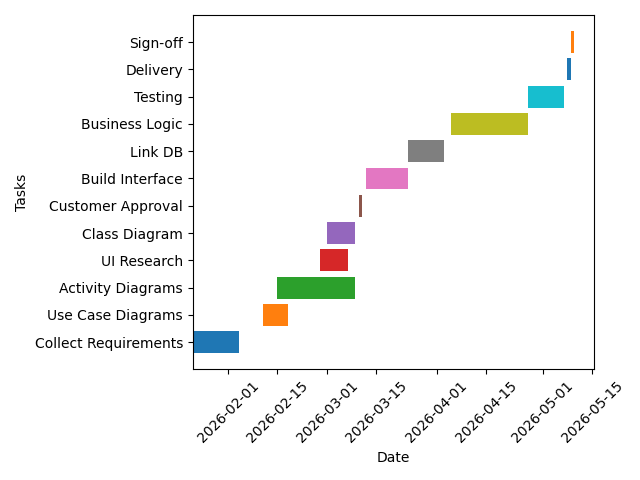 Sign-off
Delivery
Testing
Business Logic
Link DB
Build Interface
Customer Approval
Class Diagram
UI Research
Activity Diagrams
Use Case Diagrams
Collect Requirements
Tasks
2026-02-01
2026-02-15
2026-03-01
2026-03-15
2026-04-01
2026-04-15
2026-05-01
2026-05-15
Date